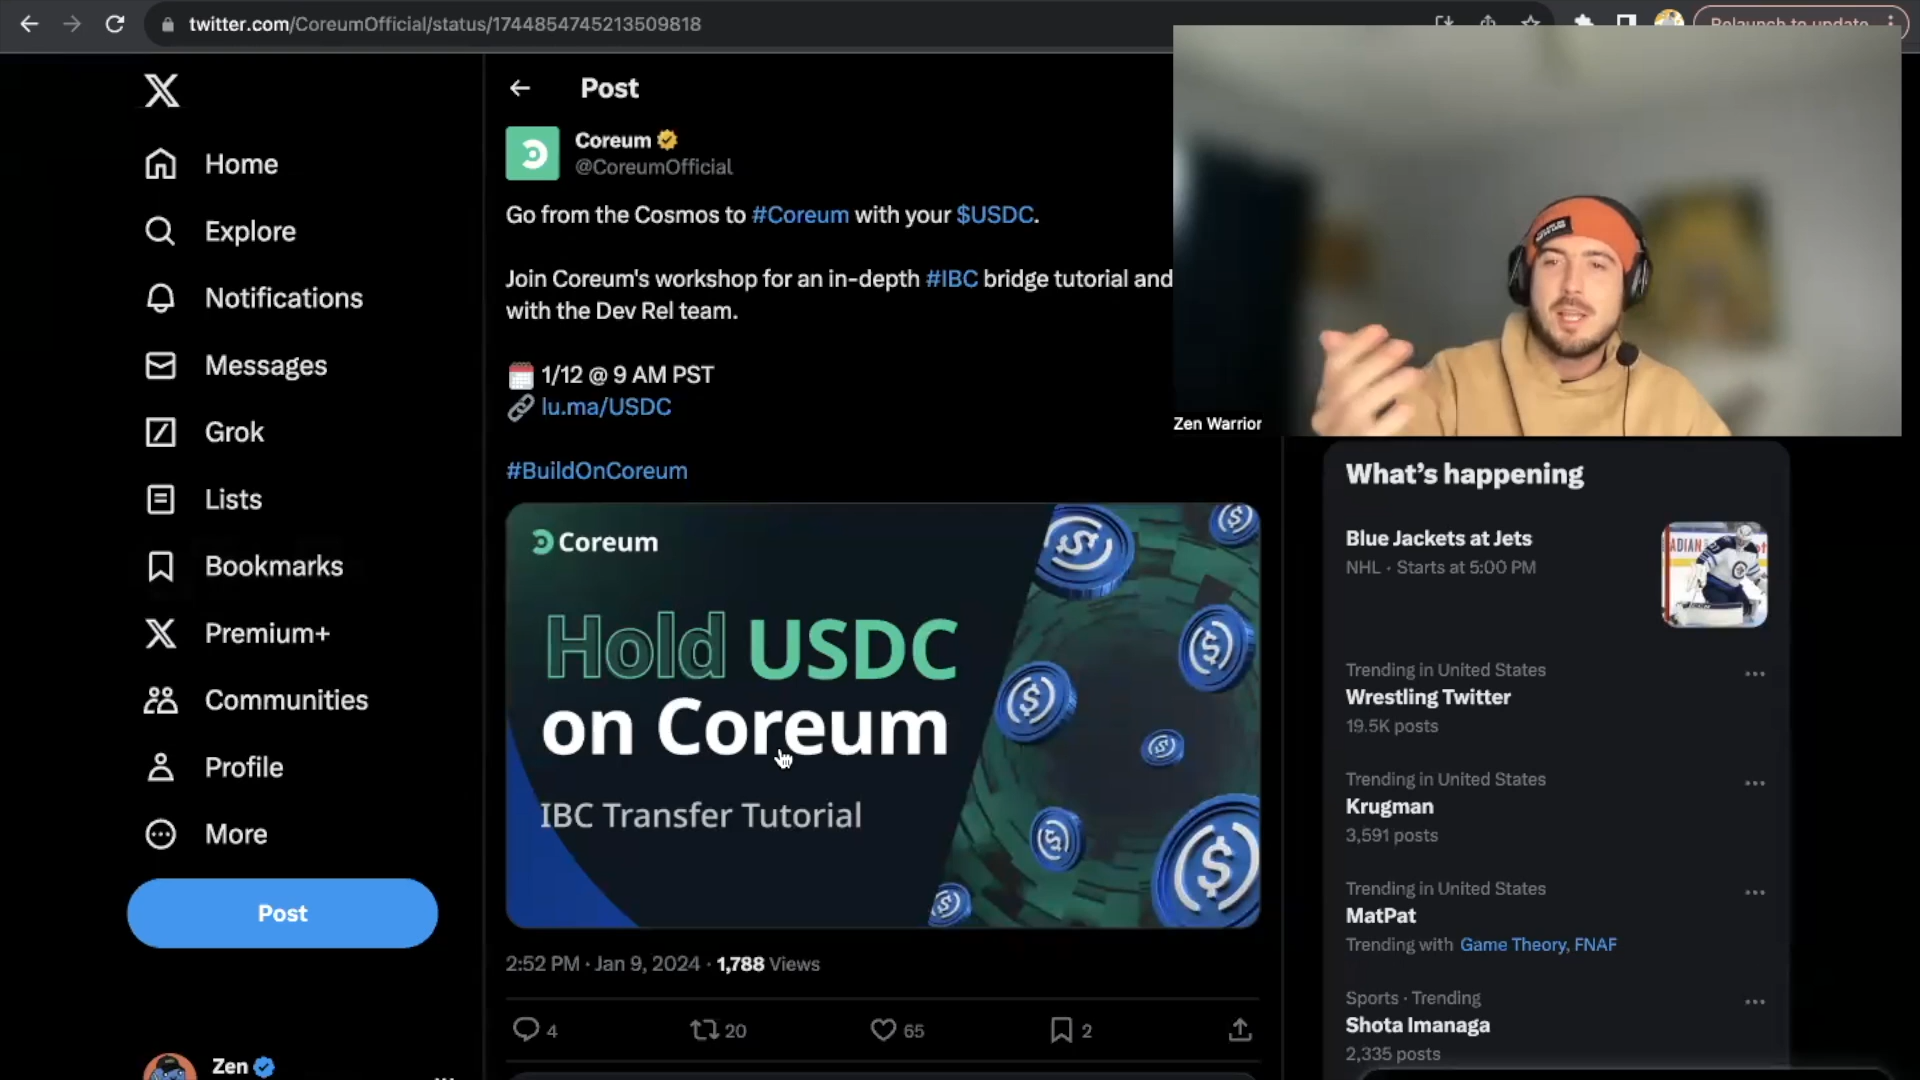 twitter.com/CoreumOfficial/status/1744854745213509818
Relaunch to update
Post
Coreum
@CoreumOfficial
Home
Explore
Notifications
Messages
Grok
Lists
Bookmarks
Premium+
Communities
Profile
More
Post
Zen
Go from the Cosmos to #Coreum with your $USDC.
Join Coreum's workshop for an in-depth #IBC bridge tutorial and
with the Dev Rel team.
1/12 @ 9 AM PST
lu.ma/USDC
#BuildOnCoreum
Coreum
Hold USDC
on Coreum
IBC Transfer Tutorial
2:52 PM · Jan 9, 2024 · 1,788 Views
4
20
65
2
Zen Warrior
What's happening
Blue Jackets at Jets
NHL · Starts at 5:00 PM
Trending in United States
Wrestling Twitter
19.5K posts
Trending in United States
Krugman
3,591 posts
Trending in United States
MatPat
Trending with Game Theory, FNAF
Sports · Trending
Shota Imanaga
2,335 posts